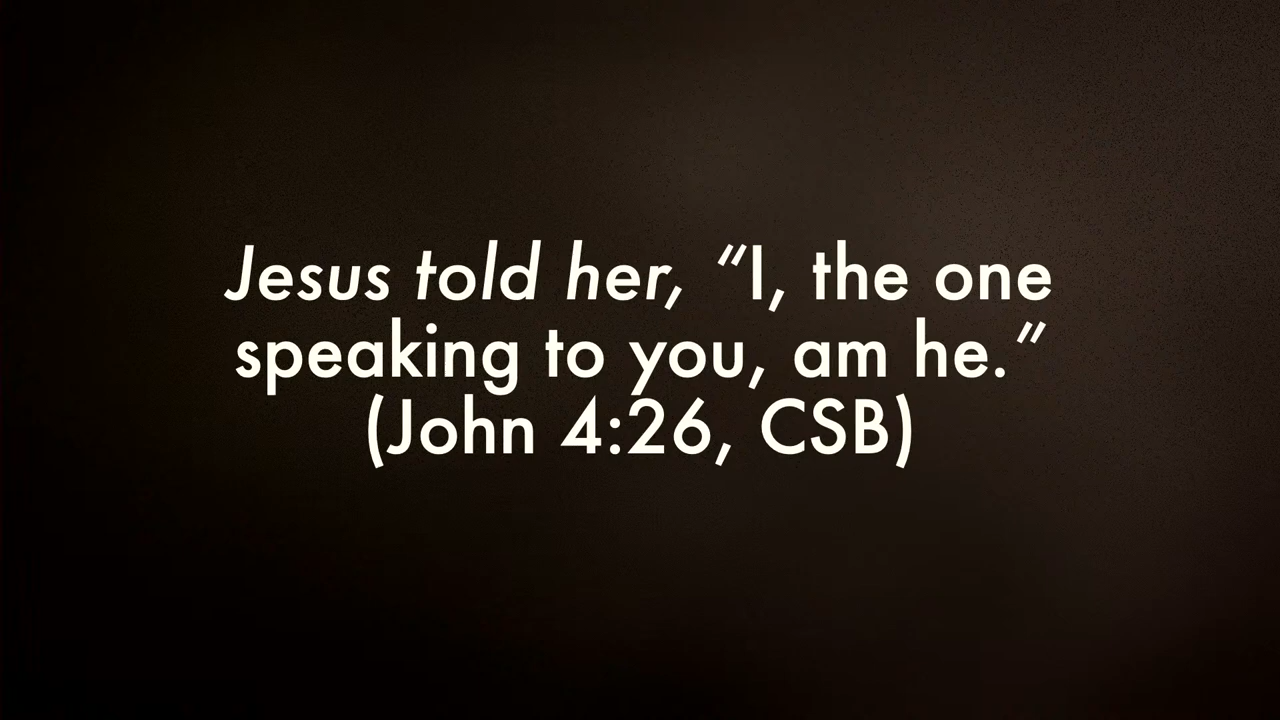 Jesus told her, “I, the one
speaking to you, am he.”
(John 4:26, CSB)